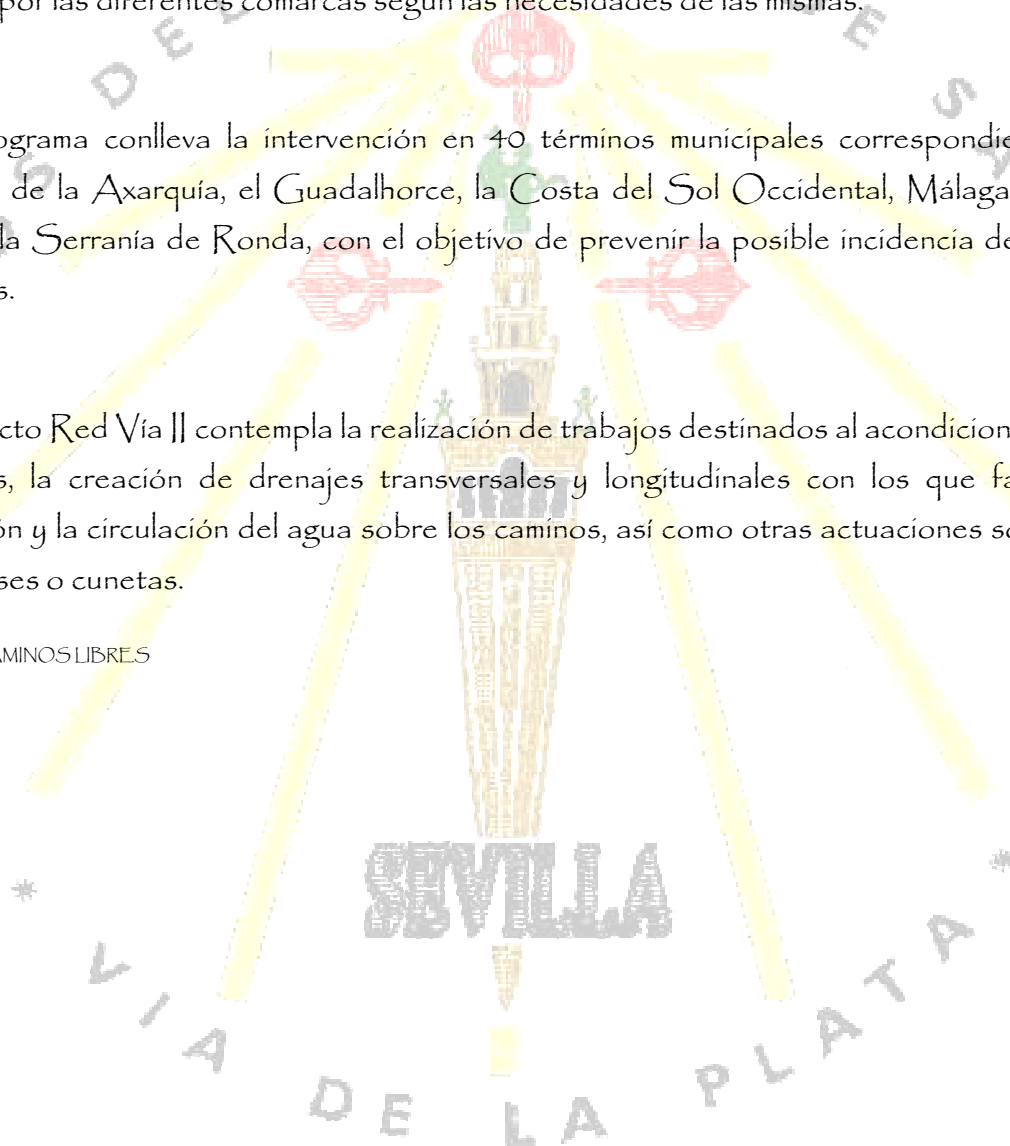 por las diferentes comarcas según las necesidades de las mismas.
ograma conlleva la intervención en 40 términos municipales correspondie
de la Axarquía, el Guadalhorce, la Costa del Sol Occidental, Málaga
la Serranía de Ronda, con el objetivo de prevenir la posible incidencia de
s.
cto Red Vía II contempla la realización de trabajos destinados al acondicion
s, la creación de drenajes transversales y longitudinales con los que fa
ón y la circulación del agua sobre los caminos, así como otras actuaciones so
ses o cunetas.
AMINOS LIBRES
SEVILLA
* VIA DE LA PLATA *